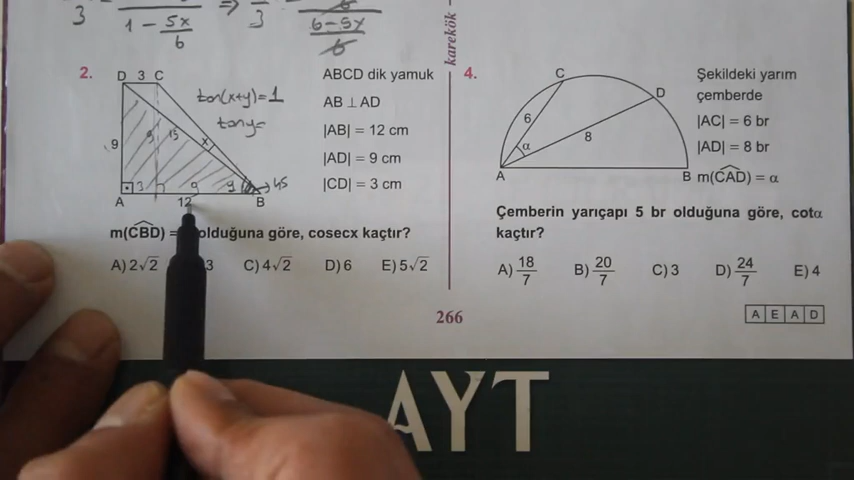 3
1 - 5x/6
⇒
3
6-5x
6
2.
D 3 C
9
15
9
x
3
9
y
45
A
12
B
tan(x+y)=1
tany=
ABCD dik yamuk
AB ⊥ AD
|AB| = 12 cm
|AD| = 9 cm
|CD| = 3 cm
m(CBD) =
olduğuna göre, cosecx kaçtır?
A) 2√2
3
C) 4√2
D) 6
E) 5√2
karekök -
4.
C
D
6
8
α
A
B
Şekildeki yarım
çemberde
|AC| = 6 br
|AD| = 8 br
m(CAD) = α
Çemberin yarıçapı 5 br olduğuna göre, cotα
kaçtır?
A) 18/7
B) 20/7
C) 3
D) 24/7
E) 4
266
A E A D
AYT